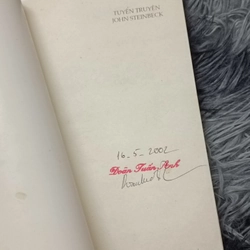 TUYỂN TRUYỆN
JOHN STEINBECK
16-5-2002
Đoàn Tuấn Anh